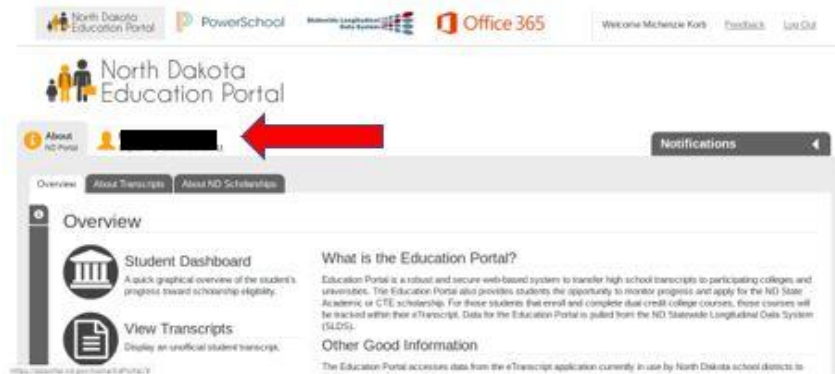 North Dakota
Education Portal
PowerSchool
Statewide Longitudinal
Data System
Office 365
Welcome Michenzie Korb
Feedback
Log Out
North Dakota
Education Portal
About
ND Portal
Notifications
Overview
About Transcripts
About ND Scholarships
Overview
Student Dashboard
A quick graphical overview of the student's
progress toward scholarship eligibility.
View Transcripts
Display an unofficial student transcript.
What is the Education Portal?
Education Portal is a robust and secure web-based system to transfer high school transcripts to participating colleges and
universities. The Education Portal also provides students the opportunity to monitor progress and apply for the ND State
Academic or CTE scholarship. For those students that enroll and complete dual credit college courses, those courses will
be tracked within their eTranscript. Data for the Education Portal is pulled from the ND Statewide Longitudinal Data System
(SLDS).
Other Good Information
The Education Portal accesses data from the eTranscript application currently in use by North Dakota school districts to